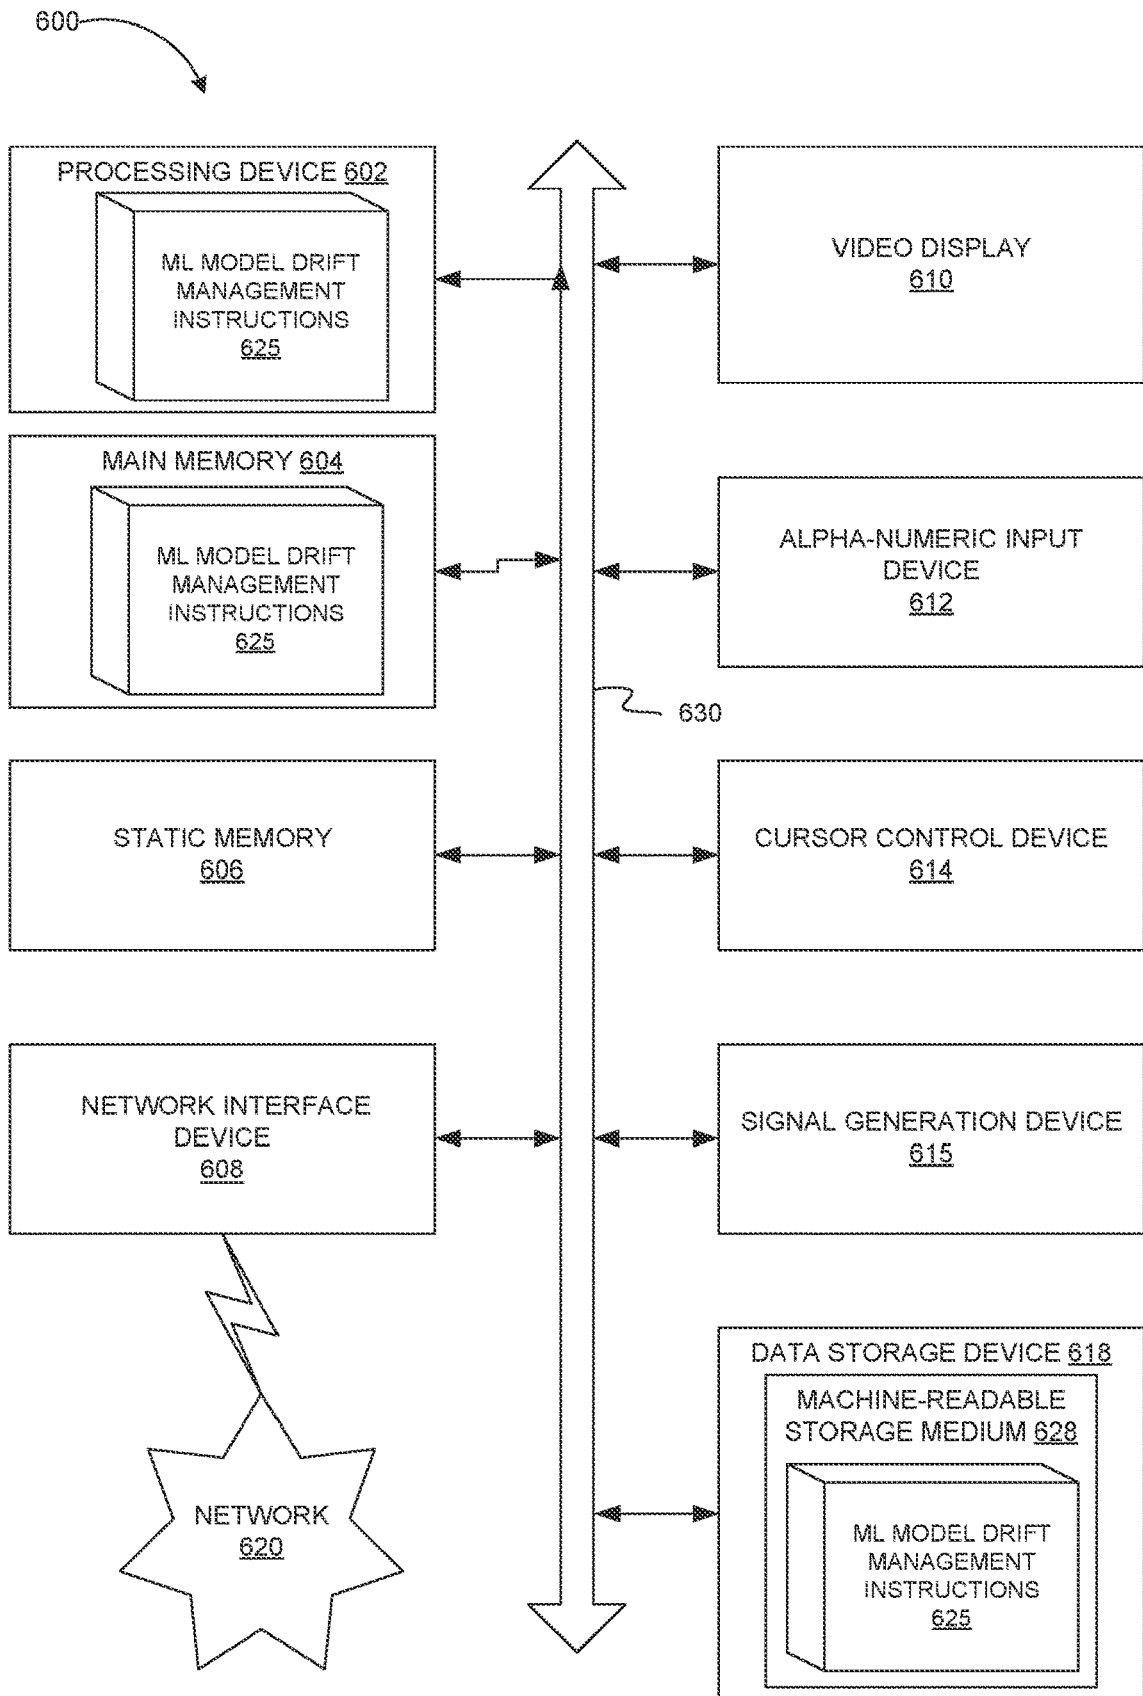 600
PROCESSING DEVICE 602
ML MODEL DRIFT
MANAGEMENT
INSTRUCTIONS
625
MAIN MEMORY 604
ML MODEL DRIFT
MANAGEMENT
INSTRUCTIONS
625
STATIC MEMORY
606
NETWORK INTERFACE
DEVICE
608
NETWORK
620
630
VIDEO DISPLAY
610
ALPHA-NUMERIC INPUT
DEVICE
612
CURSOR CONTROL DEVICE
614
SIGNAL GENERATION DEVICE
615
DATA STORAGE DEVICE 618
MACHINE-READABLE
STORAGE MEDIUM 628
ML MODEL DRIFT
MANAGEMENT
INSTRUCTIONS
625